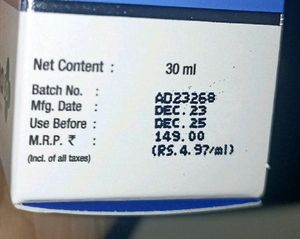 Net Content : 30 ml
Batch No. : AD23268
Mfg. Date : DEC. 23
Use Before : DEC. 25
M.R.P. ₹ : 149.00
(Incl. of all taxes) (RS.4.97/ml)